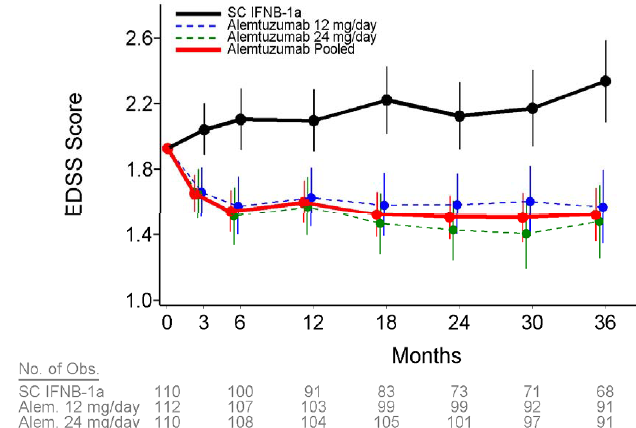 SC IFNB-1a
Alemtuzumab 12 mg/day
Alemtuzumab 24 mg/day
Alemtuzumab Pooled
2.6
2.2
1.8
1.4
1.0
EDSS Score
0 3 6 12 18 24 30 36
Months
No. of Obs.
SC IFNB-1a 110 100 91 83 73 71 68
Alem. 12 mg/day 112 107 103 99 99 92 91
Alem. 24 mg/day 110 108 104 105 101 97 91